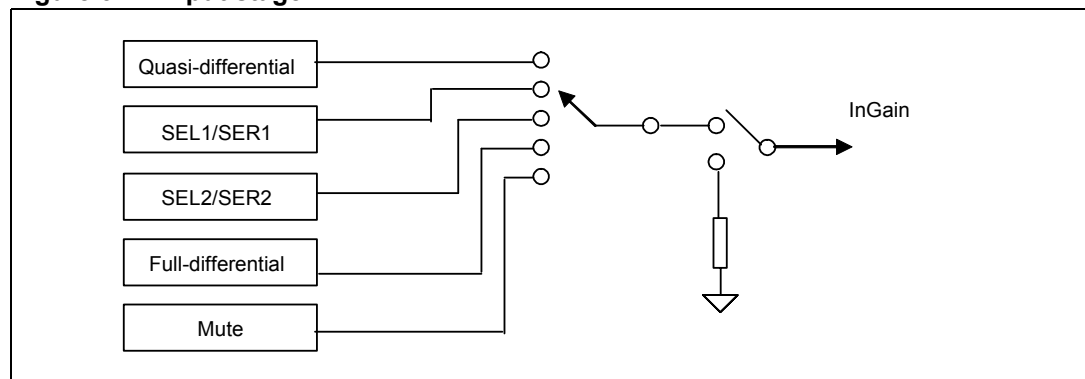 Quasi-differential
SEL1/SER1
InGain
SEL2/SER2
Full-differential
Mute